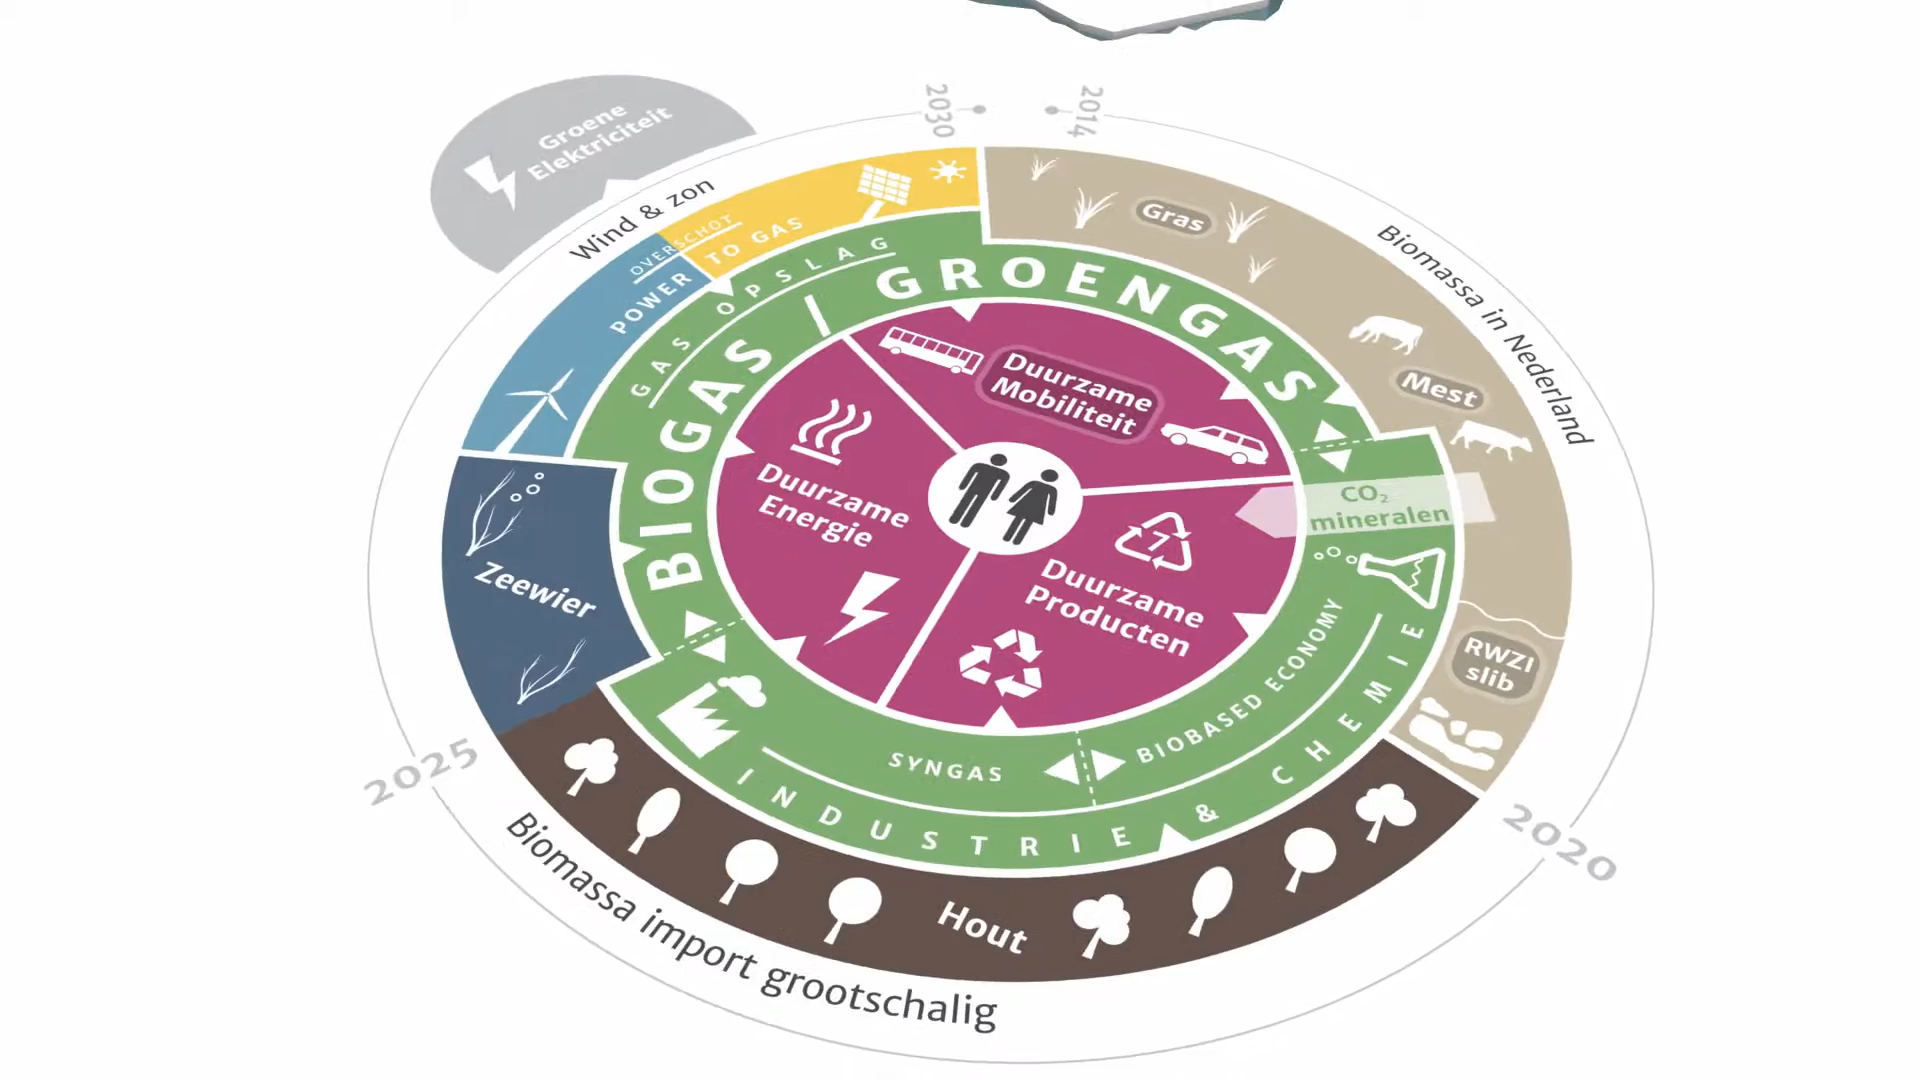 Groene
Elektriciteit
2030
2014
Wind & zon
OVERSCHOT
POWER TO GAS
GAS OPSLAG
BIOGAS | GROENGAS
Gras
Biomassa in Nederland
Mest
Duurzame
Mobiliteit
Duurzame
Energie
CO₂
mineralen
7
Duurzame
Producten
Zeewier
RWZI
slib
BIOBASED ECONOMY
SYNGAS
INDUSTRIE & CHEMIE
2025
2020
Hout
Biomassa import grootschalig